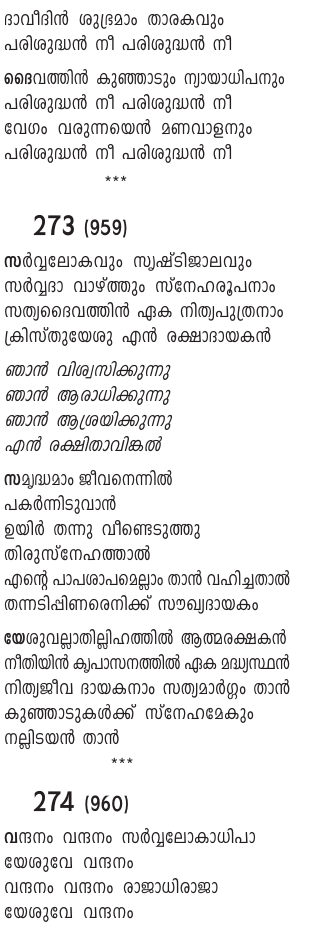 ദാവീദിൻ ശുഭ്രമാം താരകവും
പരിശുദ്ധൻ നീ പരിശുദ്ധൻ നീ
ദൈവത്തിൻ കുഞ്ഞാടും ന്യായാധിപനും
പരിശുദ്ധൻ നീ പരിശുദ്ധൻ നീ
വേഗം വരുന്നയെൻ മണവാളനും
പരിശുദ്ധൻ നീ പരിശുദ്ധൻ നീ
***
273 (959)
സർവ്വലോകവും സൃഷ്ടിജാലവും
സർവ്വദാ വാഴ്ത്തും സ്നേഹരൂപനാം
സത്യദൈവത്തിൻ ഏക നിത്യപുത്രനാം
ക്രിസ്തുയേശു എൻ രക്ഷാദായകൻ
ഞാൻ വിശ്വസിക്കുന്നു
ഞാൻ ആരാധിക്കുന്നു
ഞാൻ ആശ്രയിക്കുന്നു
എൻ രക്ഷിതാവിങ്കൽ
സമൃദ്ധമാം ജീവനെന്നിൽ
പകർന്നിടുവാൻ
ഉയിർ തന്നു വീണ്ടെടുത്തു
തിരുസ്നേഹത്താൽ
എന്റെ പാപശാപമെല്ലാം താൻ വഹിച്ചതാൽ
തന്നടിപ്പിണരെനിക്ക് സൗഖ്യദായകം
യേശുവല്ലാതില്ലിഹത്തിൽ ആത്മരക്ഷകൻ
നീതിയിൻ കൃപാസനത്തിൽ ഏക മദ്ധ്യസ്ഥൻ
നിത്യജീവ ദായകനാം സത്യമാർഗ്ഗം താൻ
കുഞ്ഞാടുകൾക്ക് സ്നേഹമേകും
നല്ലിടയൻ താൻ
***
274 (960)
വന്ദനം വന്ദനം സർവ്വലോകാധിപാ
യേശുവേ വന്ദനം
വന്ദനം വന്ദനം രാജാധിരാജാ
യേശുവേ വന്ദനം